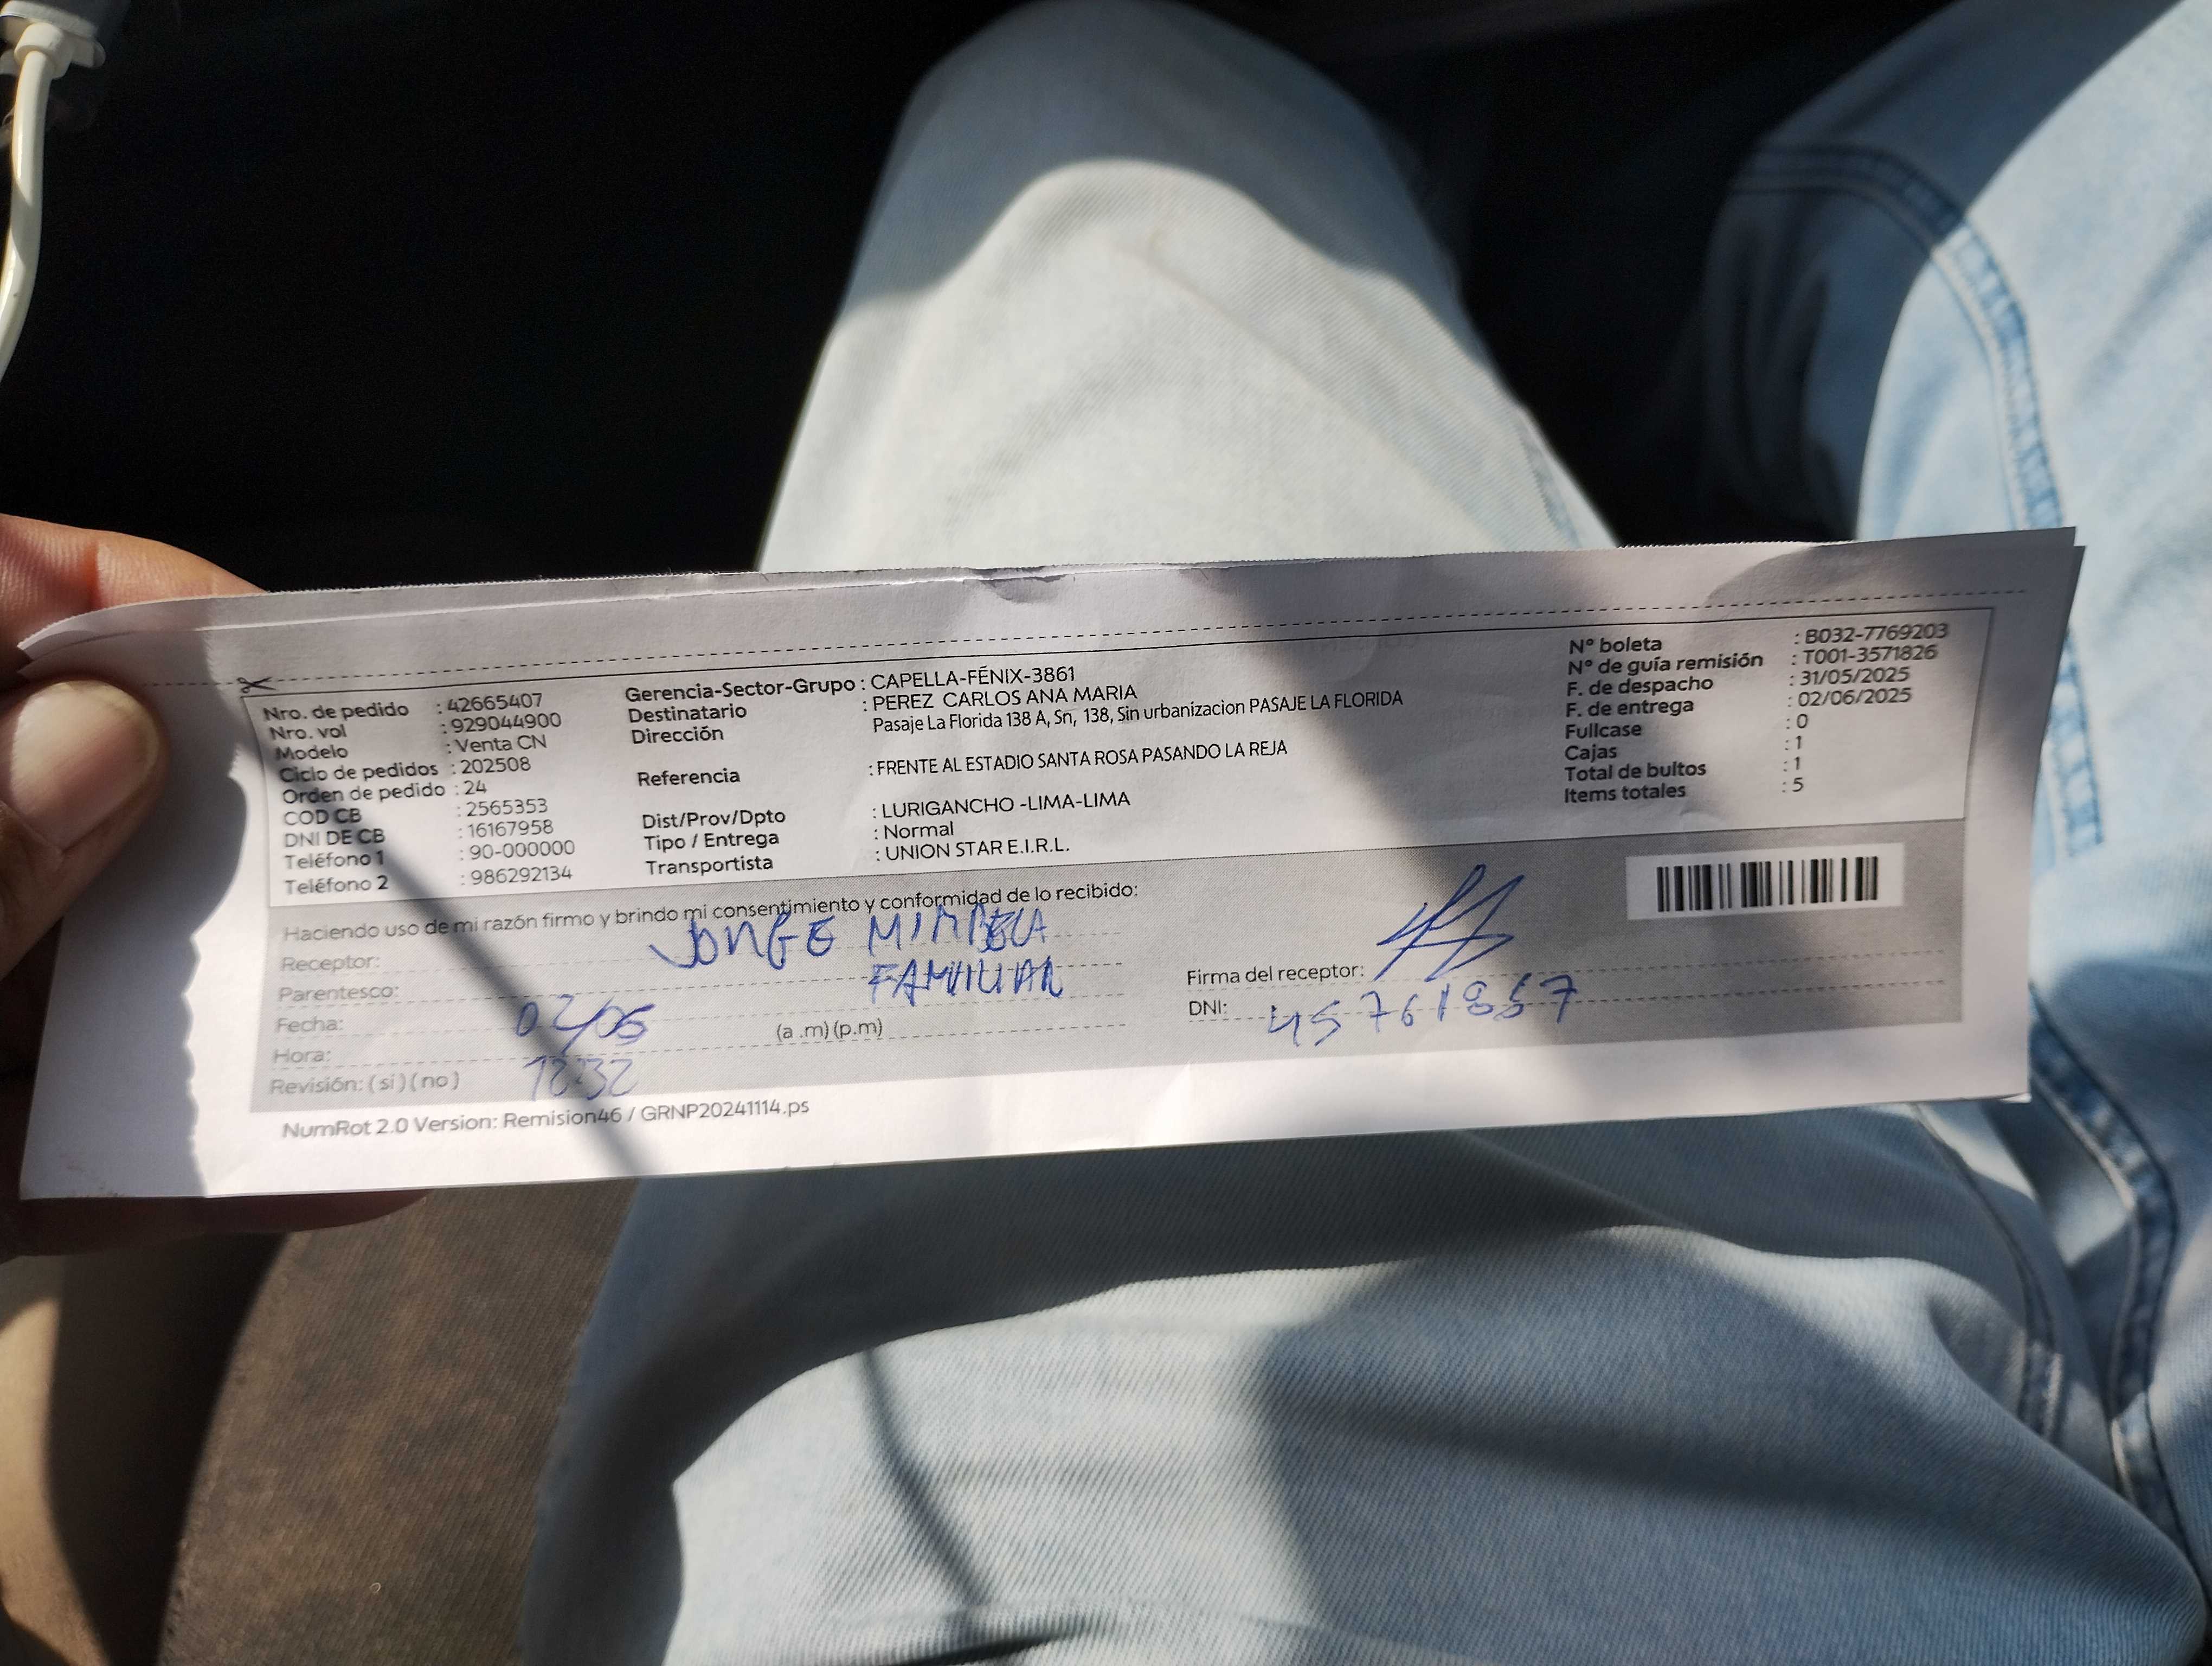 Nro. de pedido : 42665407
Nro. vol : 929044900
Modelo : Venta CN
Ciclo de pedidos : 202508
Orden de pedido : 24
COD CB : 2565353
DNI DE CB : 16167958
Teléfono 1 : 90-000000
Teléfono 2 : 986292134
Gerencia-Sector-Grupo : CAPELLA-FÉNIX-3861
Destinatario : PEREZ CARLOS ANA MARIA
Dirección Pasaje La Florida 138 A, Sn, 138, Sin urbanizacion PASAJE LA FLORIDA
Referencia : FRENTE AL ESTADIO SANTA ROSA PASANDO LA REJA
Dist/Prov/Dpto : LURIGANCHO -LIMA-LIMA
Tipo / Entrega : Normal
Transportista : UNION STAR E.I.R.L.
Nº boleta : B032-7769203
Nº de guía remisión : T001-3571826
F. de despacho : 31/05/2025
F. de entrega : 02/06/2025
Fullcase : 0
Cajas : 1
Total de bultos : 1
Items totales : 5
Haciendo uso de mi razón firmo y brindo mi consentimiento y conformidad de lo recibido:
Receptor: JORGE
Parentesco: FAMILIAR
Fecha: 02/06
Hora: (a .m) (p.m)
Revisión: ( si ) ( no )
Firma del receptor:
DNI:
NumRot 2.0 Version: Remision46 / GRNP20241114.ps